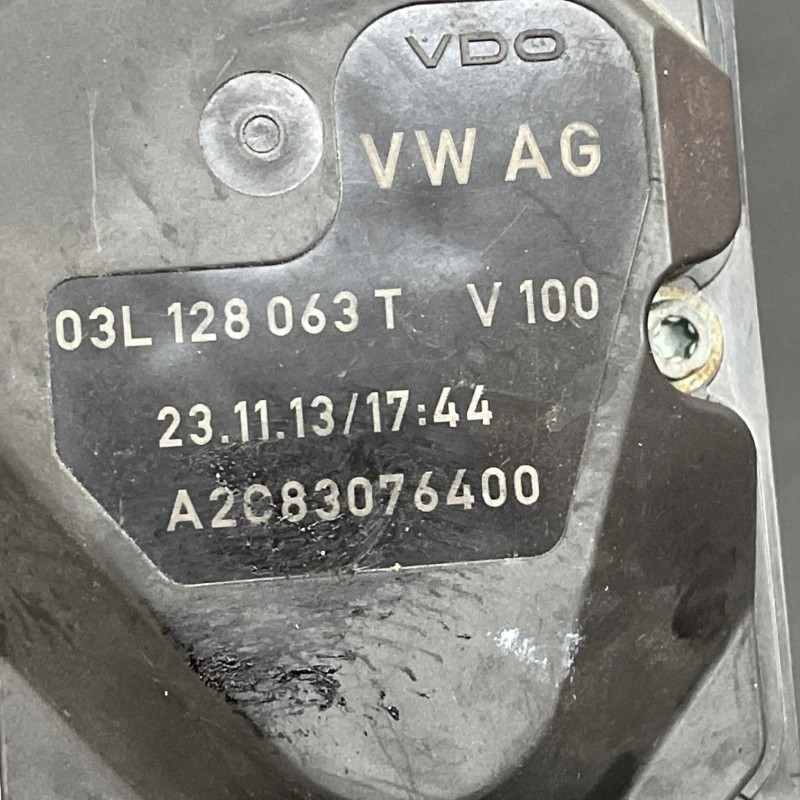 VDO
VW AG
03L 128 063 T V 100
23.11.13/17:44
A2C83076400